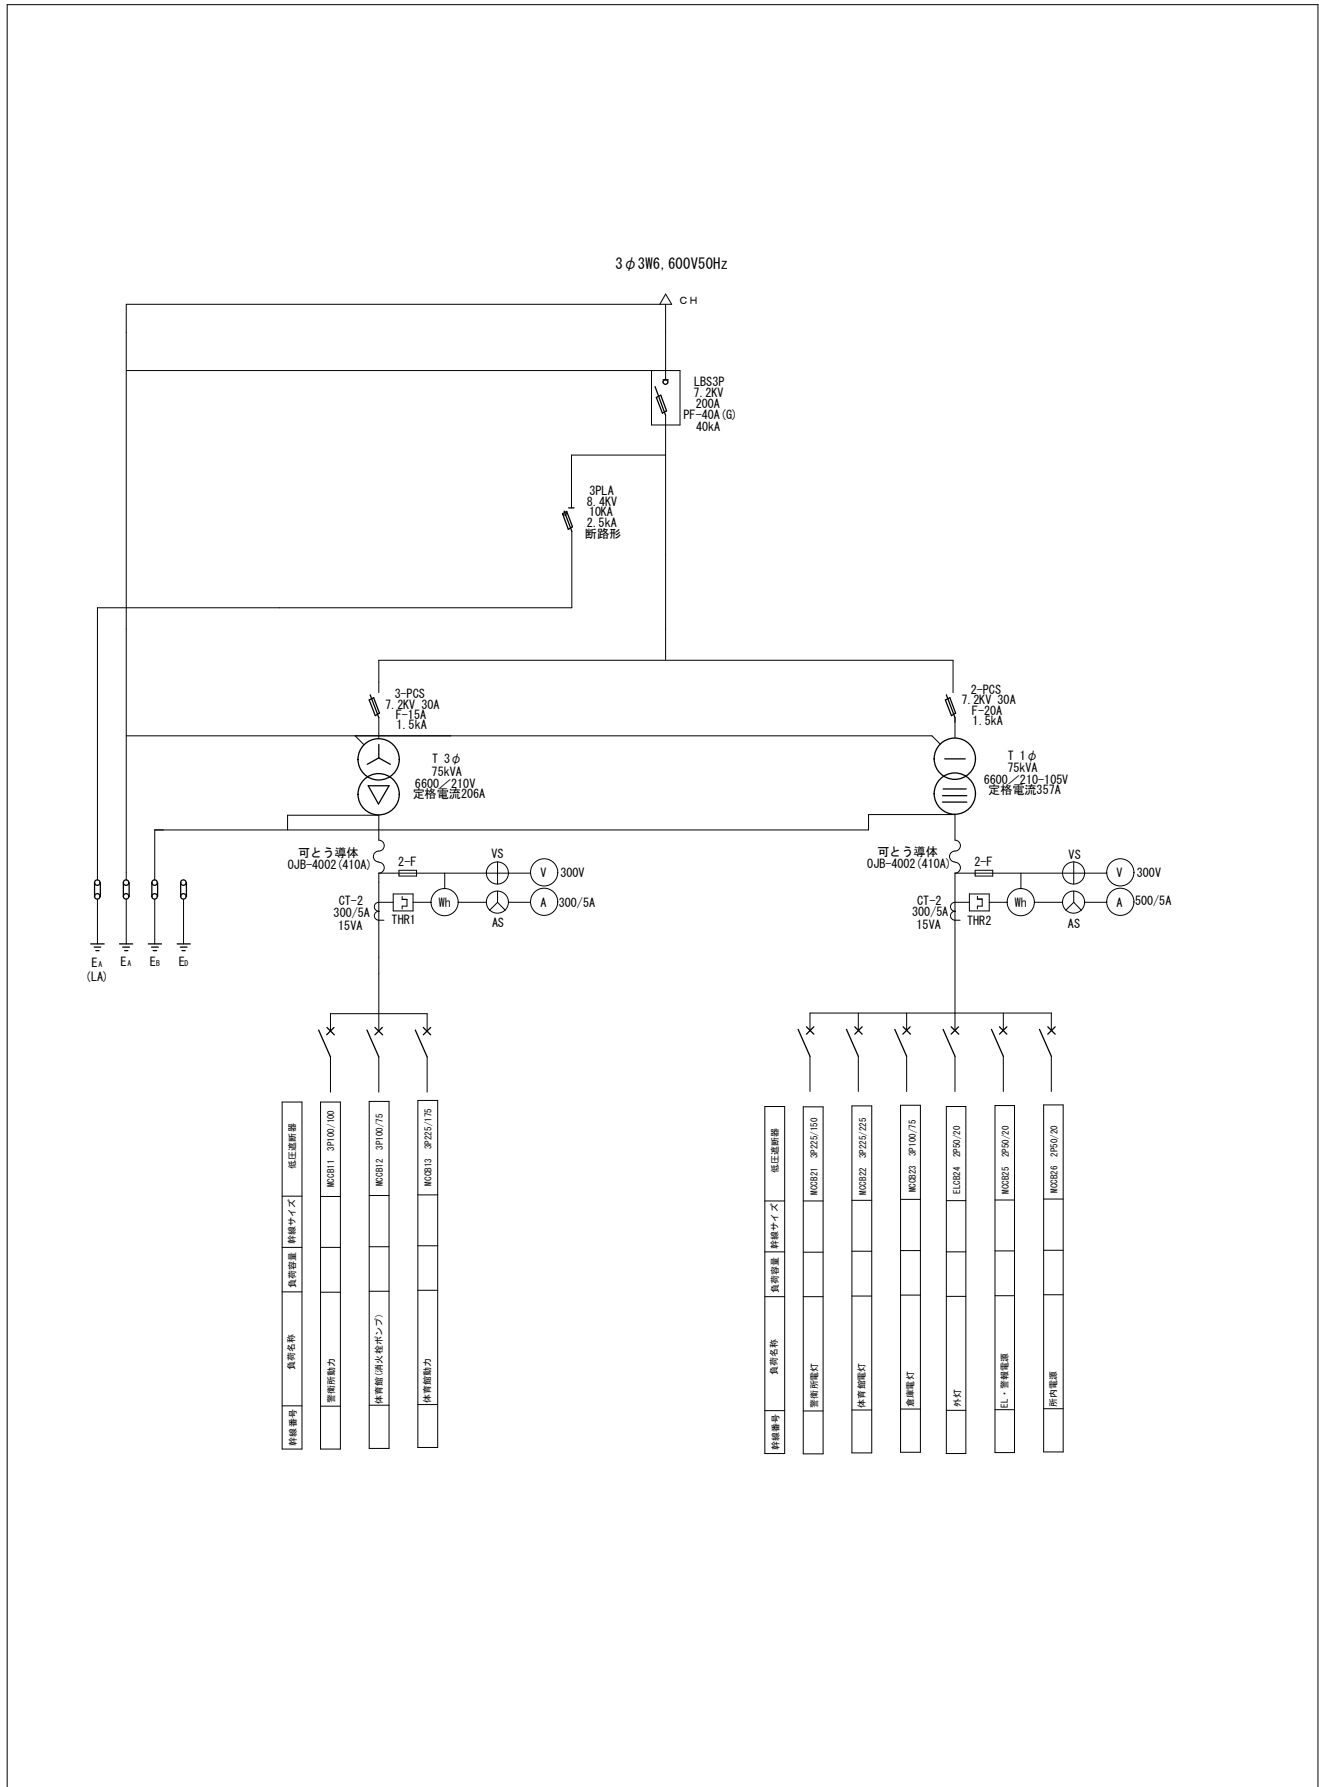 3φ3W6,600V50Hz
CH
LBS3P
7.2KV
200A
PF-40A(G)
40kA
3PLA
8.4KV
10KA
2.5kA
断路形
3-PCS
7.2KV 30A
F-15A
1.5kA
2-PCS
7.2KV 30A
F-20A
1.5kA
T 3φ
75kVA
6600／210V
定格電流206A
T 1φ
75kVA
6600／210-105V
定格電流357A
可とう導体
OJB-4002(410A)
2-F
VS
V
300V
CT-2
300/5A
15VA
THR1
Wh
AS
A
300/5A
可とう導体
OJB-4002(410A)
2-F
VS
V
300V
CT-2
300/5A
15VA
THR2
Wh
AS
A
500/5A
EA
(LA)
EA
EB
ED
低圧遮断器
幹線サイズ
負荷容量
負荷名称
幹線番号
MCCB11 3P100/100
警衛所動力
MCCB12 3P100/75
体育館(消火栓ポンプ)
MCCB13 3P225/175
体育館動力
低圧遮断器
幹線サイズ
負荷容量
負荷名称
幹線番号
MCCB21 3P225/150
警衛所電灯
MCCB22 3P225/225
体育館電灯
MCCB23 3P100/75
倉庫電灯
ELCB24 2P50/20
外灯
MCCB25 2P50/20
EL・警報電源
MCCB26 2P50/20
所内電源